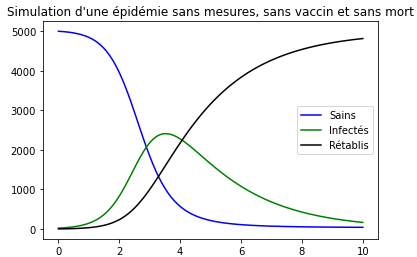 Simulation d'une épidémie sans mesures, sans vaccin et sans mort
5000
4000
3000
2000
1000
0
Sains
Infectés
Rétablis
0 2 4 6 8 10